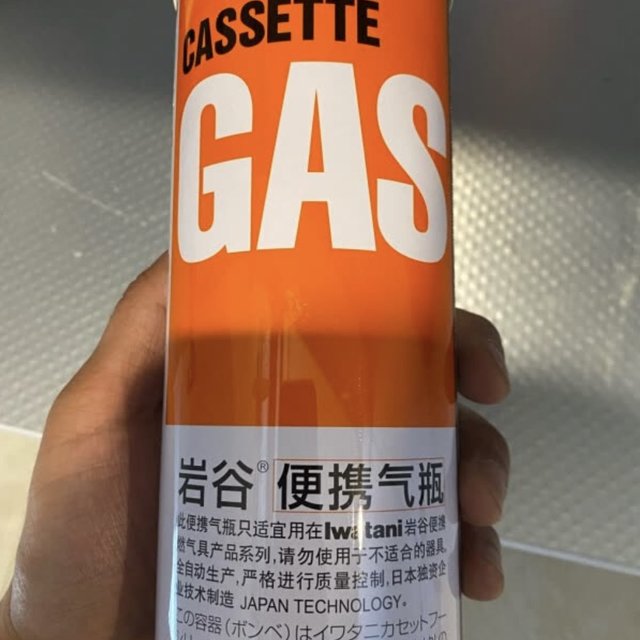 CASSETTE
GAS
岩谷® 便携气瓶
此便携气瓶只适宜用在Iwatani岩谷便携
燃气具产品系列,请勿使用于不适合的器具。
全自动生产,严格进行质量控制,日本独资企
业技术制造 JAPAN TECHNOLOGY。
この容器(ボンベ)はイワタニカセットフー